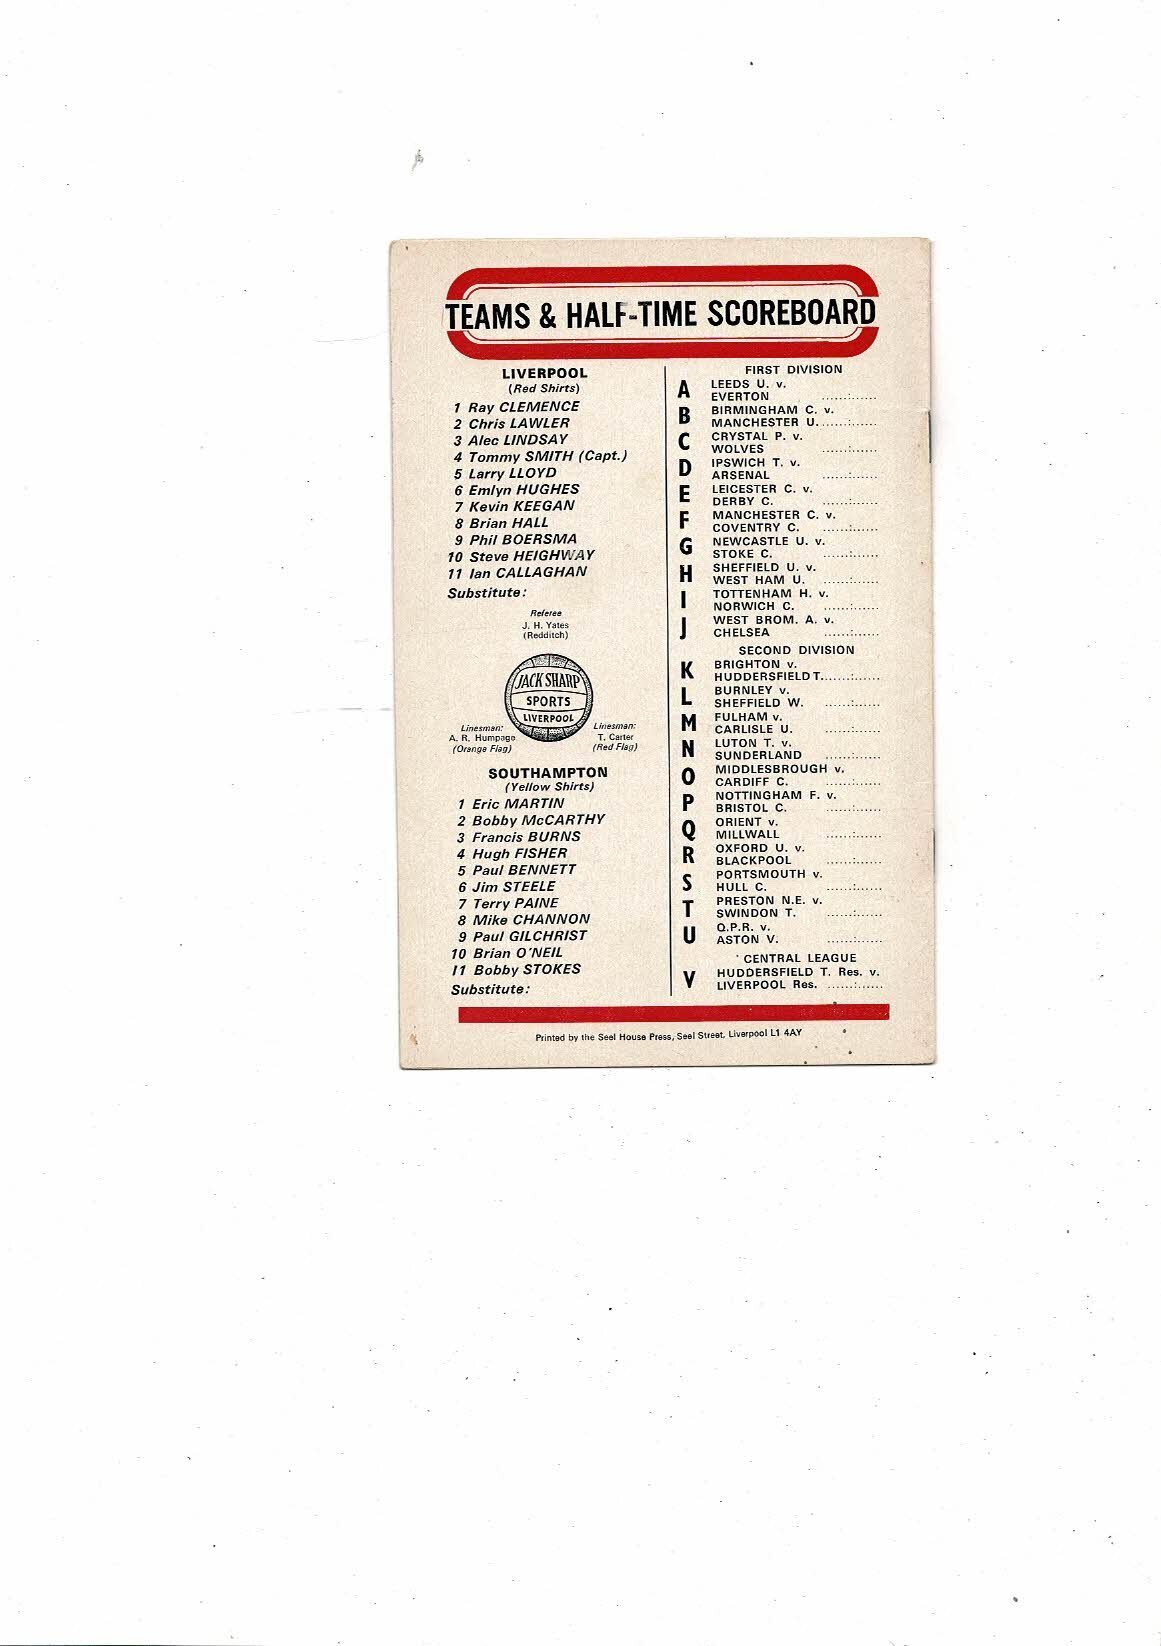 TEAMS & HALF-TIME SCOREBOARD
LIVERPOOL
(Red Shirts)
1 Ray CLEMENCE
2 Chris LAWLER
3 Alec LINDSAY
4 Tommy SMITH (Capt.)
5 Larry LLOYD
6 Emlyn HUGHES
7 Kevin KEEGAN
8 Brian HALL
9 Phil BOERSMA
10 Steve HEIGHWAY
11 Ian CALLAGHAN
Substitute:
Referee
J. H. Yates
(Redditch)
JACK SHARP
SPORTS
LIVERPOOL
Linesman:
A. R. Humpage
(Orange Flag)
Linesman:
T. Carter
(Red Flag)
SOUTHAMPTON
(Yellow Shirts)
1 Eric MARTIN
2 Bobby McCARTHY
3 Francis BURNS
4 Hugh FISHER
5 Paul BENNETT
6 Jim STEELE
7 Terry PAINE
8 Mike CHANNON
9 Paul GILCHRIST
10 Brian O'NEIL
11 Bobby STOKES
Substitute:
FIRST DIVISION
A LEEDS U. v.
EVERTON ......:......
B BIRMINGHAM C. v.
MANCHESTER U.......:......
C CRYSTAL P. v.
WOLVES ......:......
D IPSWICH T. v.
ARSENAL ......:......
E LEICESTER C. v.
DERBY C. ......:......
F MANCHESTER C. v.
COVENTRY C. ......:......
G NEWCASTLE U. v.
STOKE C. ......:......
H SHEFFIELD U. v.
WEST HAM U. ......:......
I TOTTENHAM H. v.
NORWICH C. ......:......
J WEST BROM. A. v.
CHELSEA ......:......
SECOND DIVISION
K BRIGHTON v.
HUDDERSFIELD T.......:......
L BURNLEY v.
SHEFFIELD W. ......:......
M FULHAM v.
CARLISLE U. ......:......
N LUTON T. v.
SUNDERLAND ......:......
O MIDDLESBROUGH v.
CARDIFF C. ......:......
P NOTTINGHAM F. v.
BRISTOL C. ......:......
Q ORIENT v.
MILLWALL ......:......
R OXFORD U. v.
BLACKPOOL ......:......
S PORTSMOUTH v.
HULL C. ......:......
T PRESTON N.E. v.
SWINDON T. ......:......
U Q.P.R. v.
ASTON V. ......:......
CENTRAL LEAGUE
V HUDDERSFIELD T. Res. v.
LIVERPOOL Res. ......:......
Printed by the Seel House Press, Seel Street, Liverpool L1 4AY